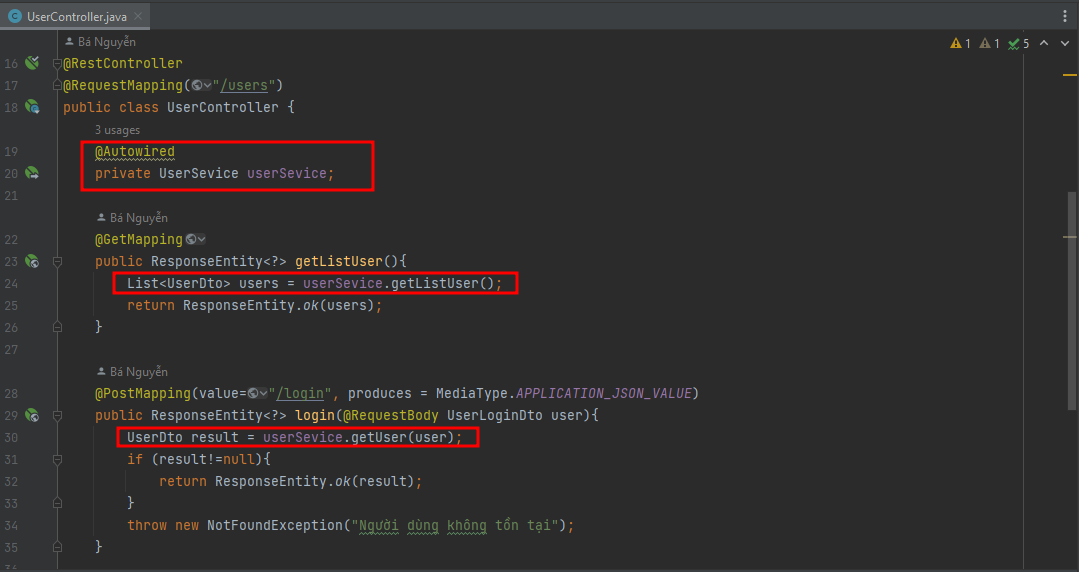 UserController.java
Bá Nguyễn
1 1 5
16 @RestController
17 @RequestMapping("/users")
18 public class UserController {
3 usages
19 @Autowired
20 private UserSevice userSevice;
21
Bá Nguyễn
22 @GetMapping
23 public ResponseEntity<?> getListUser(){
24 List<UserDto> users = userSevice.getListUser();
25 return ResponseEntity.ok(users);
26 }
27
Bá Nguyễn
28 @PostMapping(value="/login", produces = MediaType.APPLICATION_JSON_VALUE)
29 public ResponseEntity<?> login(@RequestBody UserLoginDto user){
30 UserDto result = userSevice.getUser(user);
31 if (result!=null){
32 return ResponseEntity.ok(result);
33 }
34 throw new NotFoundException("Người dùng không tồn tại");
35 }